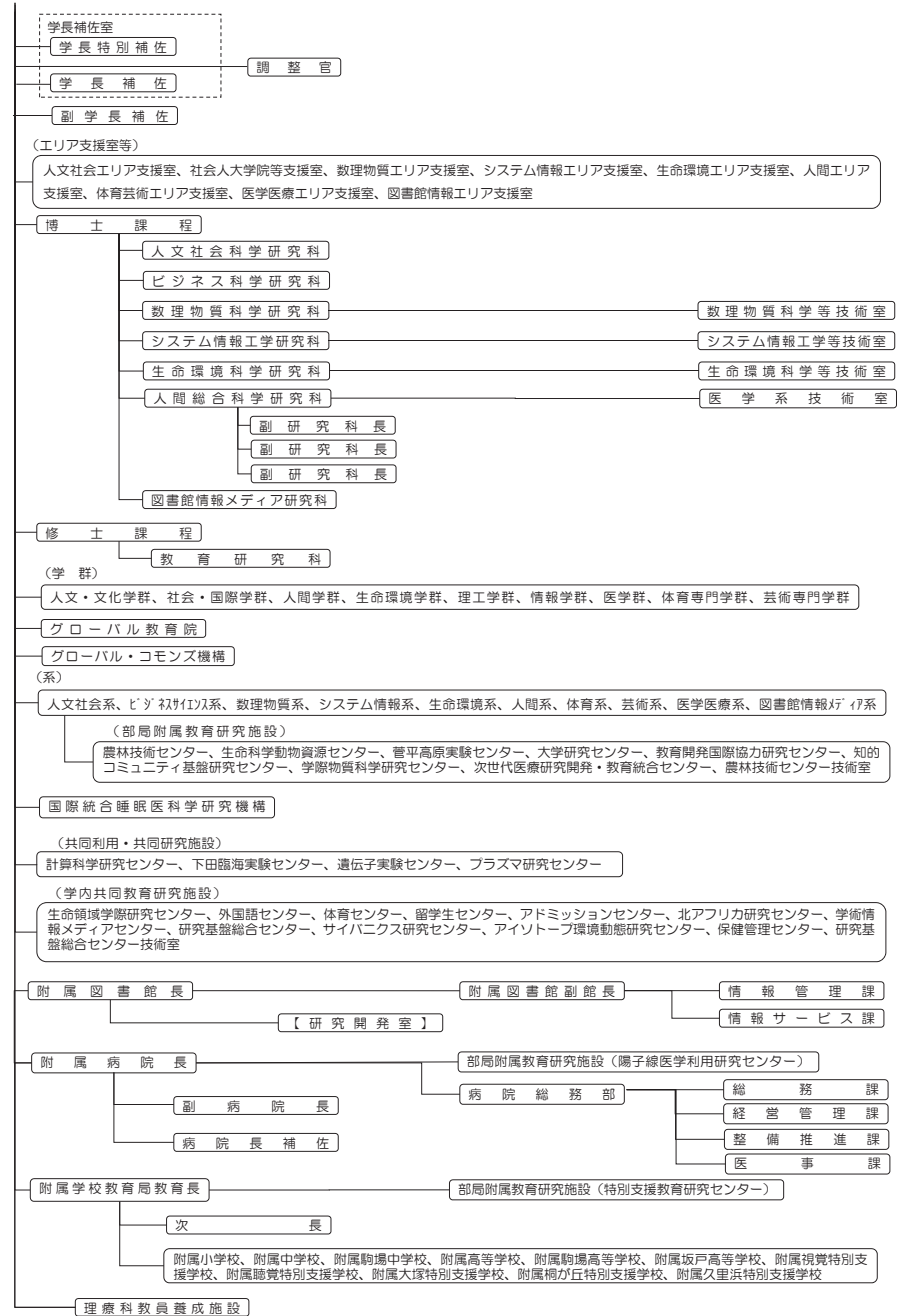 学長補佐室
学長特別補佐
調整官
学長補佐
副学長補佐
（エリア支援室等）
人文社会エリア支援室、社会人大学院等支援室、数理物質エリア支援室、システム情報エリア支援室、生命環境エリア支援室、人間エリア
支援室、体育芸術エリア支援室、医学医療エリア支援室、図書館情報エリア支援室
博士課程
人文社会科学研究科
ビジネス科学研究科
数理物質科学研究科 数理物質科学等技術室
システム情報工学研究科 システム情報工学等技術室
生命環境科学研究科 生命環境科学等技術室
人間総合科学研究科 医学系技術室
副研究科長
副研究科長
副研究科長
図書館情報メディア研究科
修士課程
教育研究科
（学 群）
人文・文化学群、社会・国際学群、人間学群、生命環境学群、理工学群、情報学群、医学群、体育専門学群、芸術専門学群
グローバル教育院
グローバル・コモンズ機構
（系）
人文社会系、ﾋﾞｼﾞﾈｽｻｲｴﾝｽ系、数理物質系、システム情報系、生命環境系、人間系、体育系、芸術系、医学医療系、図書館情報ﾒﾃﾞｨｱ系
（部局附属教育研究施設）
農林技術センター、生命科学動物資源センター、菅平高原実験センター、大学研究センター、教育開発国際協力研究センター、知的
コミュニティ基盤研究センター、学際物質科学研究センター、次世代医療研究開発・教育統合センター、農林技術センター技術室
国際統合睡眠医科学研究機構
（共同利用・共同研究施設）
計算科学研究センター、下田臨海実験センター、遺伝子実験センター、プラズマ研究センター
（学内共同教育研究施設）
生命領域学際研究センター、外国語センター、体育センター、留学生センター、アドミッションセンター、北アフリカ研究センター、学術情
報メディアセンター、研究基盤総合センター、サイバニクス研究センター、アイソトープ環境動態研究センター、保健管理センター、研究基
盤総合センター技術室
附属図書館長 附属図書館副館長 情報管理課
【研究開発室】 情報サービス課
附属病院長 部局附属教育研究施設（陽子線医学利用研究センター）
病院総務部 総務課
副病院長 経営管理課
病院長補佐 整備推進課
医事課
附属学校教育局教育長 部局附属教育研究施設（特別支援教育研究センター）
次長
附属小学校、附属中学校、附属駒場中学校、附属高等学校、附属駒場高等学校、附属坂戸高等学校、附属視覚特別支
援学校、附属聴覚特別支援学校、附属大塚特別支援学校、附属桐が丘特別支援学校、附属久里浜特別支援学校
理療科教員養成施設